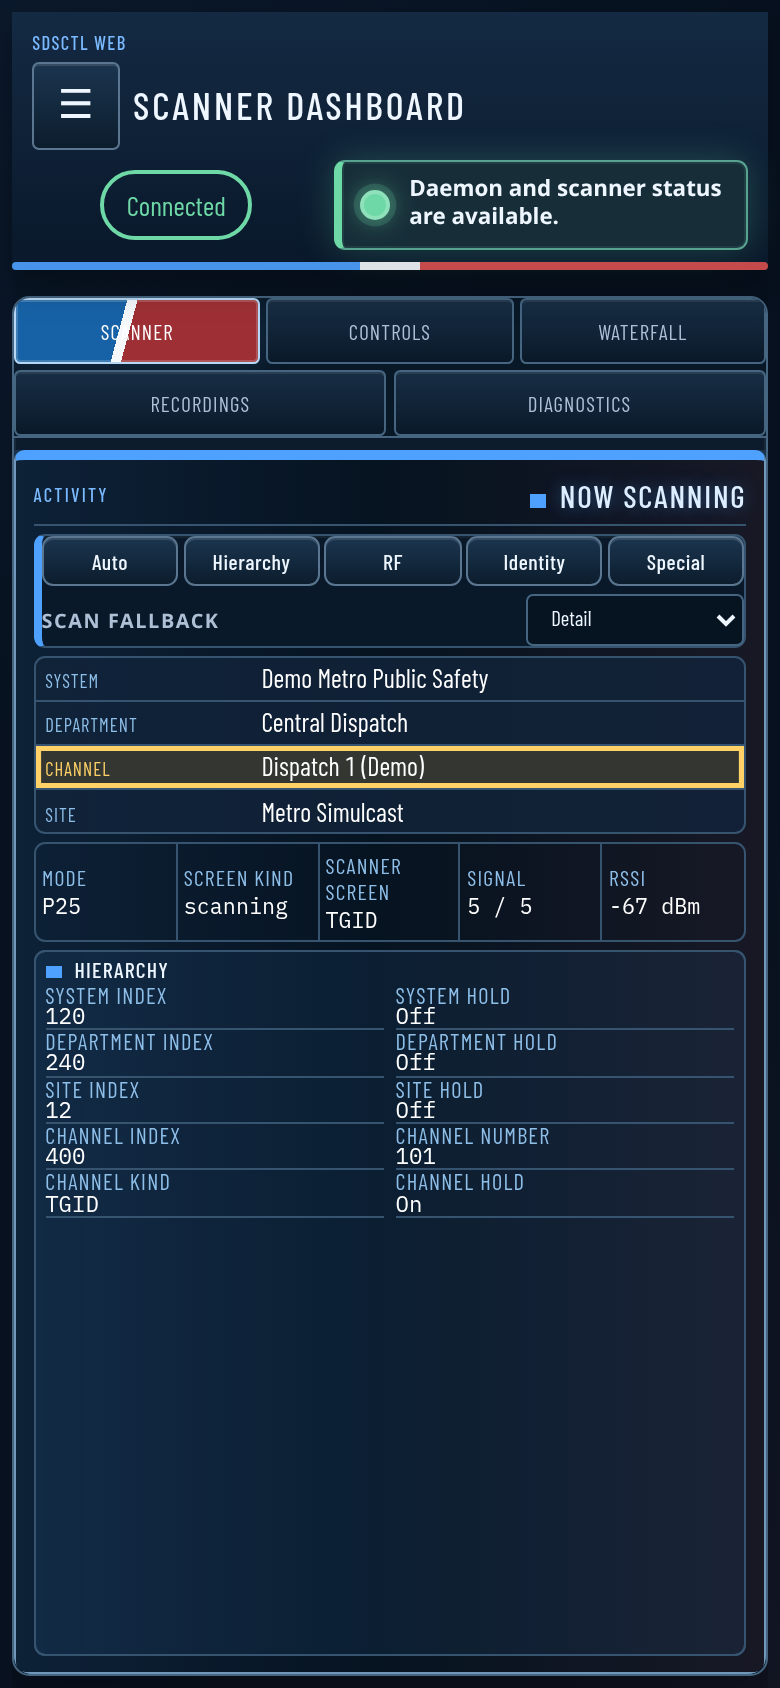 SDSCTL WEB
☰ SCANNER DASHBOARD
Connected
Daemon and scanner status
are available.
SCANNER CONTROLS WATERFALL
RECORDINGS DIAGNOSTICS
ACTIVITY NOW SCANNING
Auto Hierarchy RF Identity Special
SCAN FALLBACK Detail
SYSTEM Demo Metro Public Safety
DEPARTMENT Central Dispatch
CHANNEL Dispatch 1 (Demo)
SITE Metro Simulcast
MODE
P25
SCREEN KIND
scanning
SCANNER
SCREEN
TGID
SIGNAL
5 / 5
RSSI
-67 dBm
HIERARCHY
SYSTEM INDEX SYSTEM HOLD
120 Off
DEPARTMENT INDEX DEPARTMENT HOLD
240 Off
SITE INDEX SITE HOLD
12 Off
CHANNEL INDEX CHANNEL NUMBER
400 101
CHANNEL KIND CHANNEL HOLD
TGID On